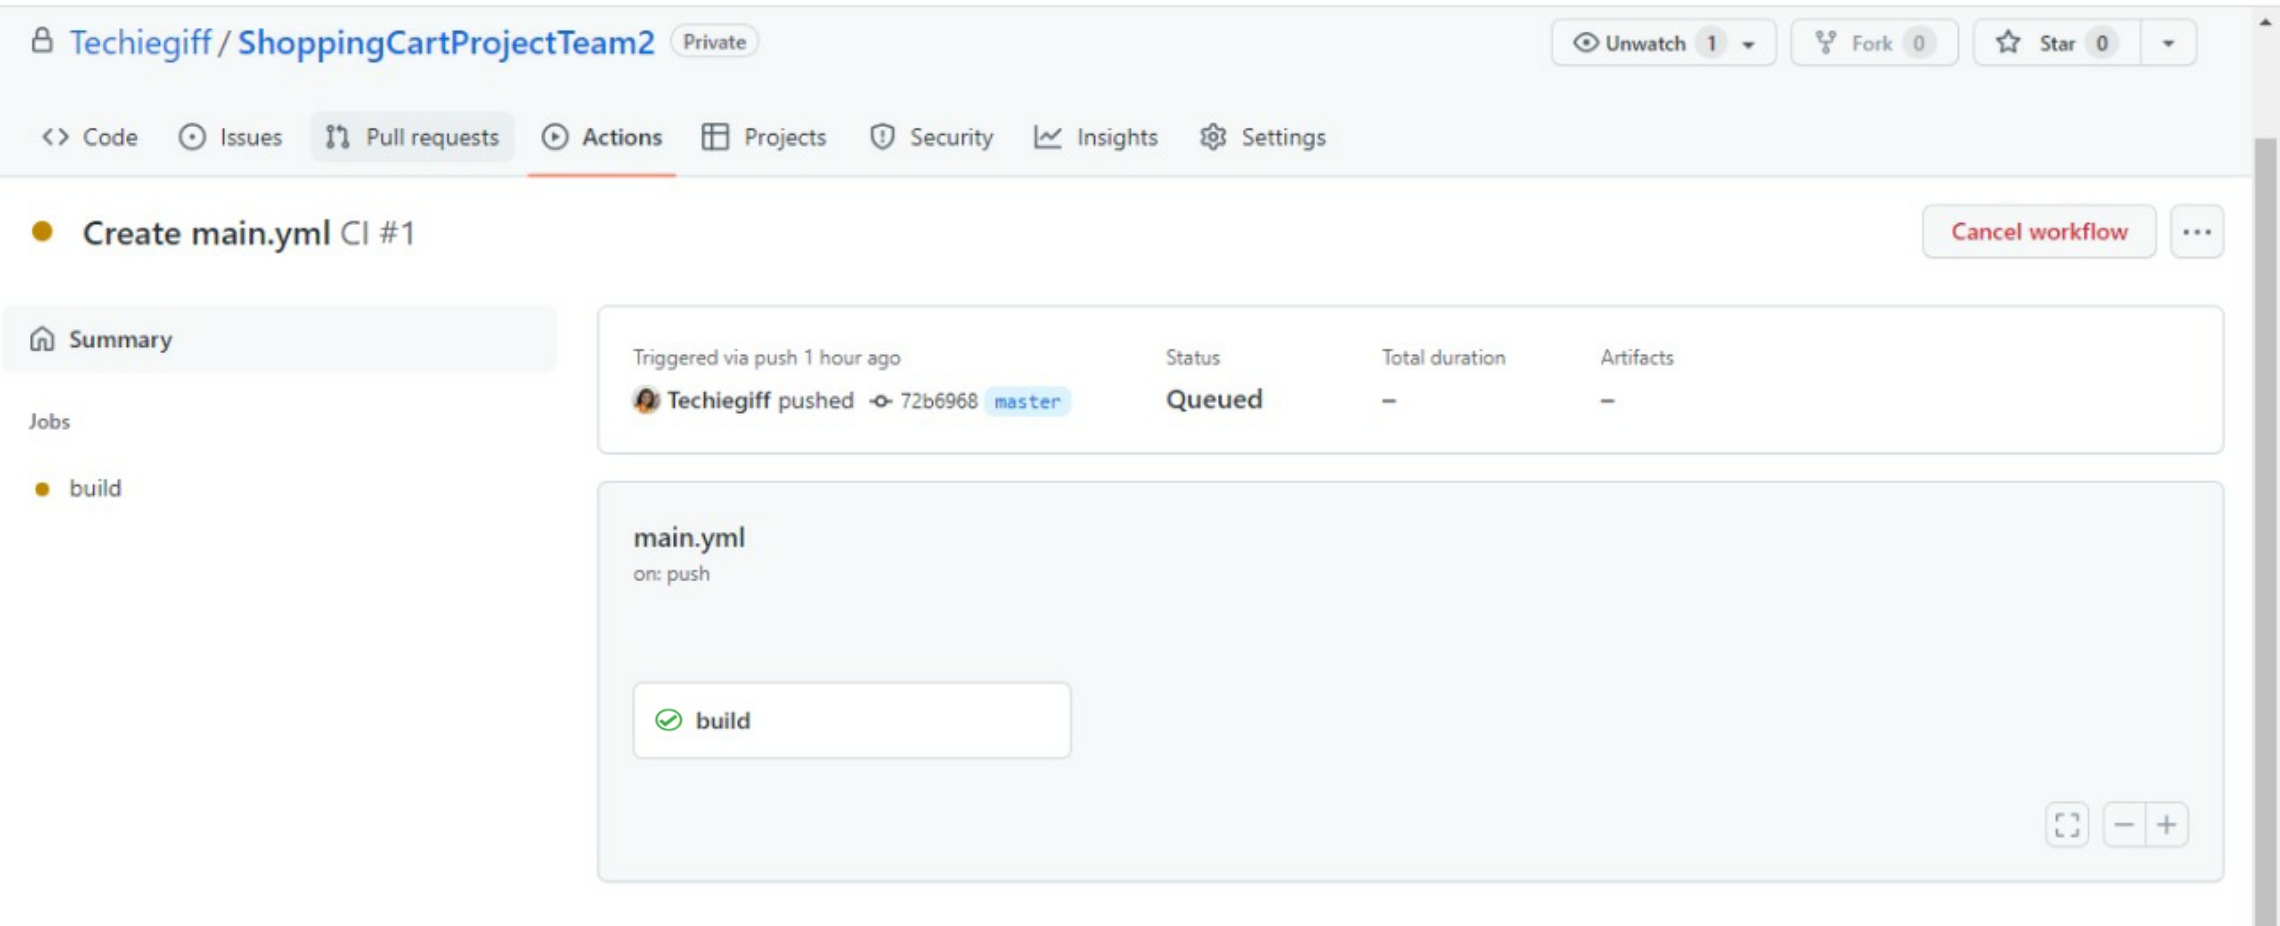 Techiegiff / ShoppingCartProjectTeam2 Private
Unwatch 1 Fork 0 Star 0
Code Issues Pull requests Actions Projects Security Insights Settings
Create main.yml CI #1
Cancel workflow ...
Summary
Jobs
build
Triggered via push 1 hour ago
Techiegiff pushed 72b6968 master
Status
Queued
Total duration
–
Artifacts
–
main.yml
on: push
build